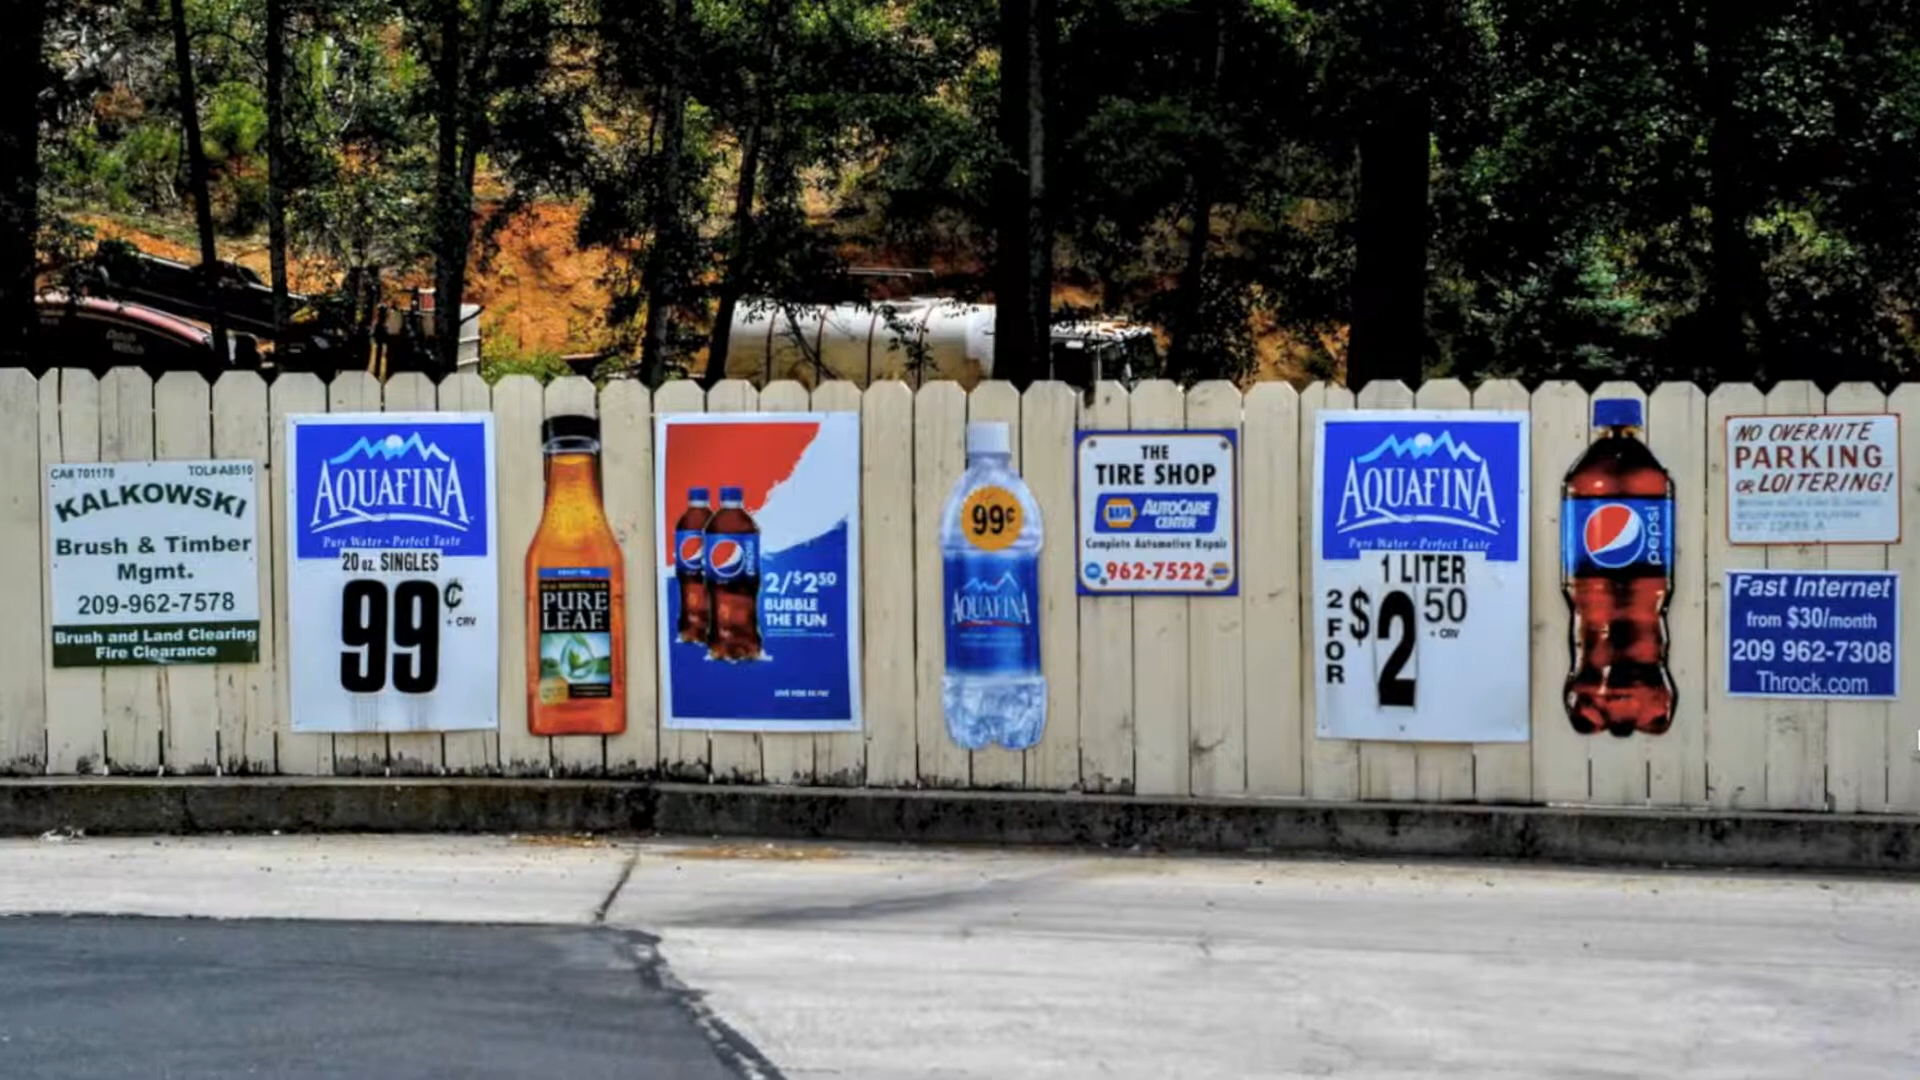 CA# 701178 TOL#-A8510
KALKOWSKI
Brush & Timber
Mgmt.
209-962-7578
Brush and Land Clearing
Fire Clearance
AQUAFINA
Pure Water - Perfect Taste
20 oz. SINGLES
99¢
+ CRV
PURE
LEAF
pepsi
2/$250
BUBBLE
THE FUN
99¢
AQUAFINA
THE
TIRE SHOP
NAPA AUTOCARE
CENTER
Complete Automotive Repair
962-7522
AQUAFINA
Pure Water - Perfect Taste
1 LITER
2 FOR $2 50
+ CRV
pepsi
NO OVERNITE
PARKING
OR LOITERING!
Fast Internet
from $30/month
209 962-7308
Throck.com